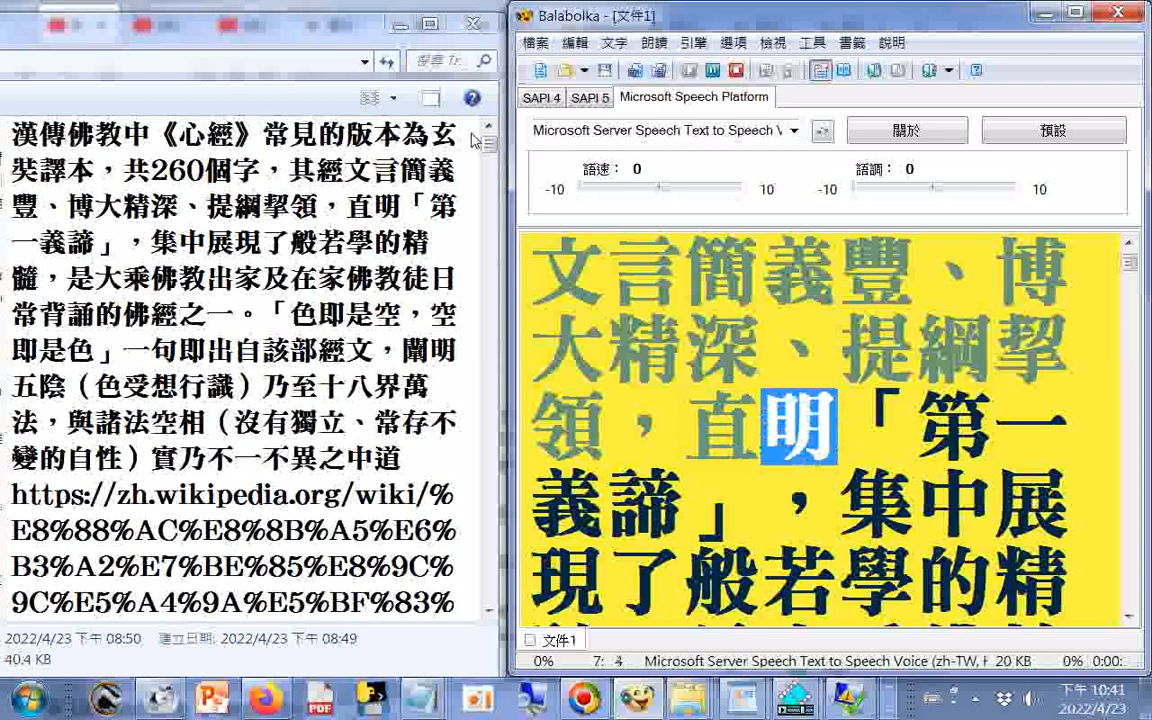 搜尋 Te...
漢傳佛教中《心經》常見的版本為玄
奘譯本，共260個字，其經文言簡義
豐、博大精深、提綱挈領，直明「第
一義諦」，集中展現了般若學的精
髓，是大乘佛教出家及在家佛教徒日
常背誦的佛經之一。「色即是空，空
即是色」一句即出自該部經文，闡明
五陰（色受想行識）乃至十八界萬
法，與諸法空相（沒有獨立、常存不
變的自性）實乃不一不異之中道
https://zh.wikipedia.org/wiki/%
E8%88%AC%E8%8B%A5%E6%
B3%A2%E7%BE%85%E8%9C%
9C%E5%A4%9A%E5%BF%83%
2022/4/23 下午 08:50 建立日期: 2022/4/23 下午 08:49
40.4 KB
Balabolka - [文件1]
檔案 編輯 文字 朗讀 引擎 選項 檢視 工具 書籤 說明
SAPI 4 SAPI 5 Microsoft Speech Platform
Microsoft Server Speech Text to Speech V 關於 預設
語速： 0 語調： 0
-10 10 -10 10
文言簡義豐、博
大精深、提綱挈
領，直明「第一
義諦」，集中展
現了般若學的精
文件1
0% 7: 4 Microsoft Server Speech Text to Speech Voice (zh-TW, H 20 KB 0% 0:00:
下午 10:41
2022/4/23